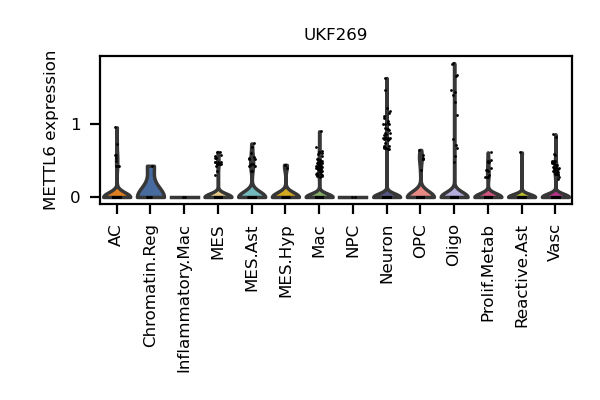 UKF269
METTL6 expression
1
0
AC
Chromatin.Reg
Inflammatory.Mac
MES
MES.Ast
MES.Hyp
Mac
NPC
Neuron
OPC
Oligo
Prolif.Metab
Reactive.Ast
Vasc